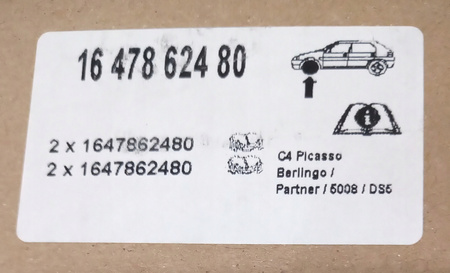 16 478 624 80
2 x 1647862480
2 x 1647862480
C4 Picasso
Berlingo /
Partner / 5008 / DS5